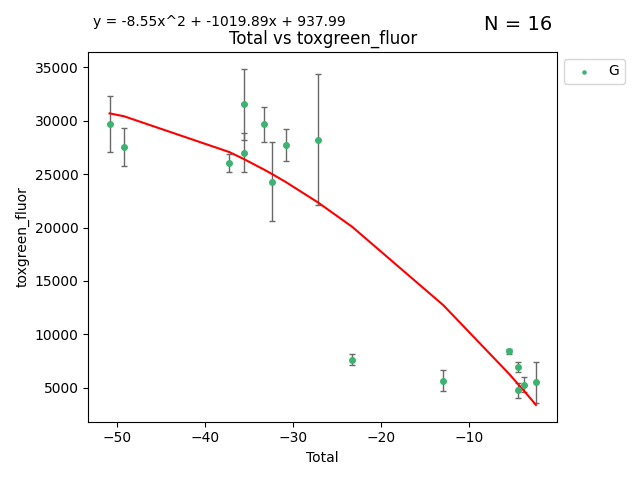 y = -8.55x^2 + -1019.89x + 937.99
N = 16
Total vs toxgreen_fluor
G
35000
30000
25000
20000
15000
10000
5000
toxgreen_fluor
−50
−40
−30
−20
−10
Total